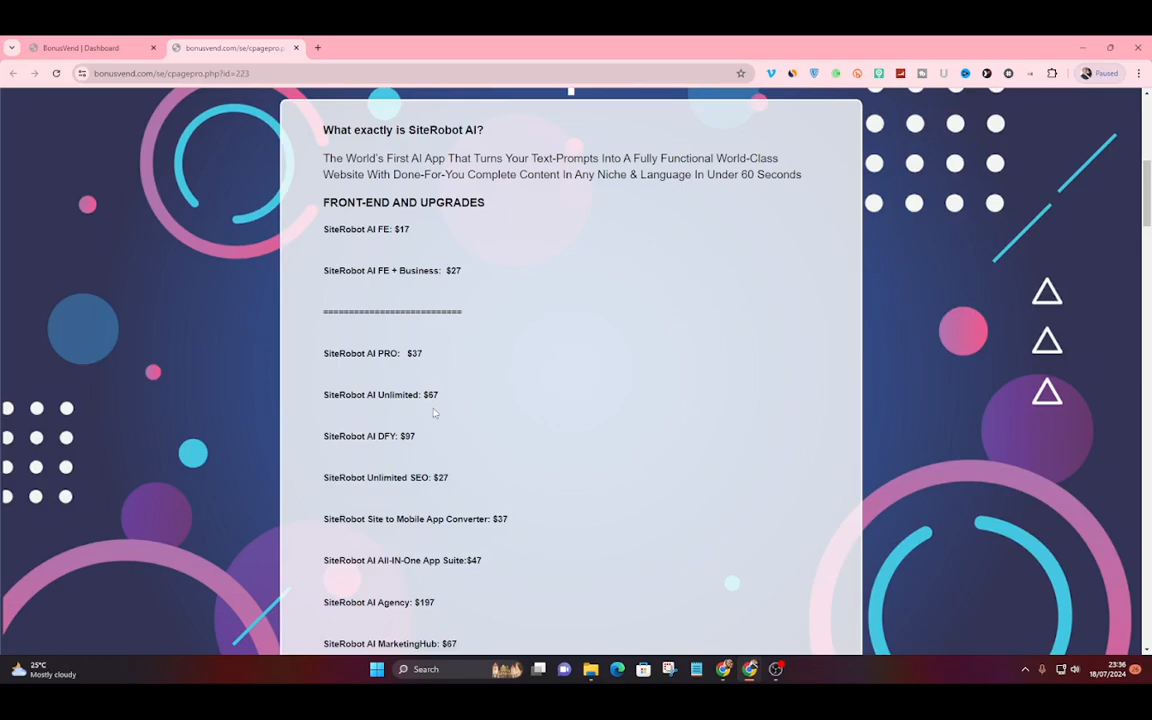 BonusVend | Dashboard
bonusvend.com/se/cpagepro.p
bonusvend.com/se/cpagepro.php?id=223
Paused
What exactly is SiteRobot AI?
The World's First AI App That Turns Your Text-Prompts Into A Fully Functional World-Class
Website With Done-For-You Complete Content In Any Niche & Language In Under 60 Seconds
FRONT-END AND UPGRADES
SiteRobot AI FE: $17
SiteRobot AI FE + Business: $27
===========================
SiteRobot AI PRO: $37
SiteRobot AI Unlimited: $67
SiteRobot AI DFY: $97
SiteRobot Unlimited SEO: $27
SiteRobot Site to Mobile App Converter: $37
SiteRobot AI All-IN-One App Suite:$47
SiteRobot AI Agency: $197
SiteRobot AI MarketingHub: $67
25°C
Mostly cloudy
Search
23:36
18/07/2024